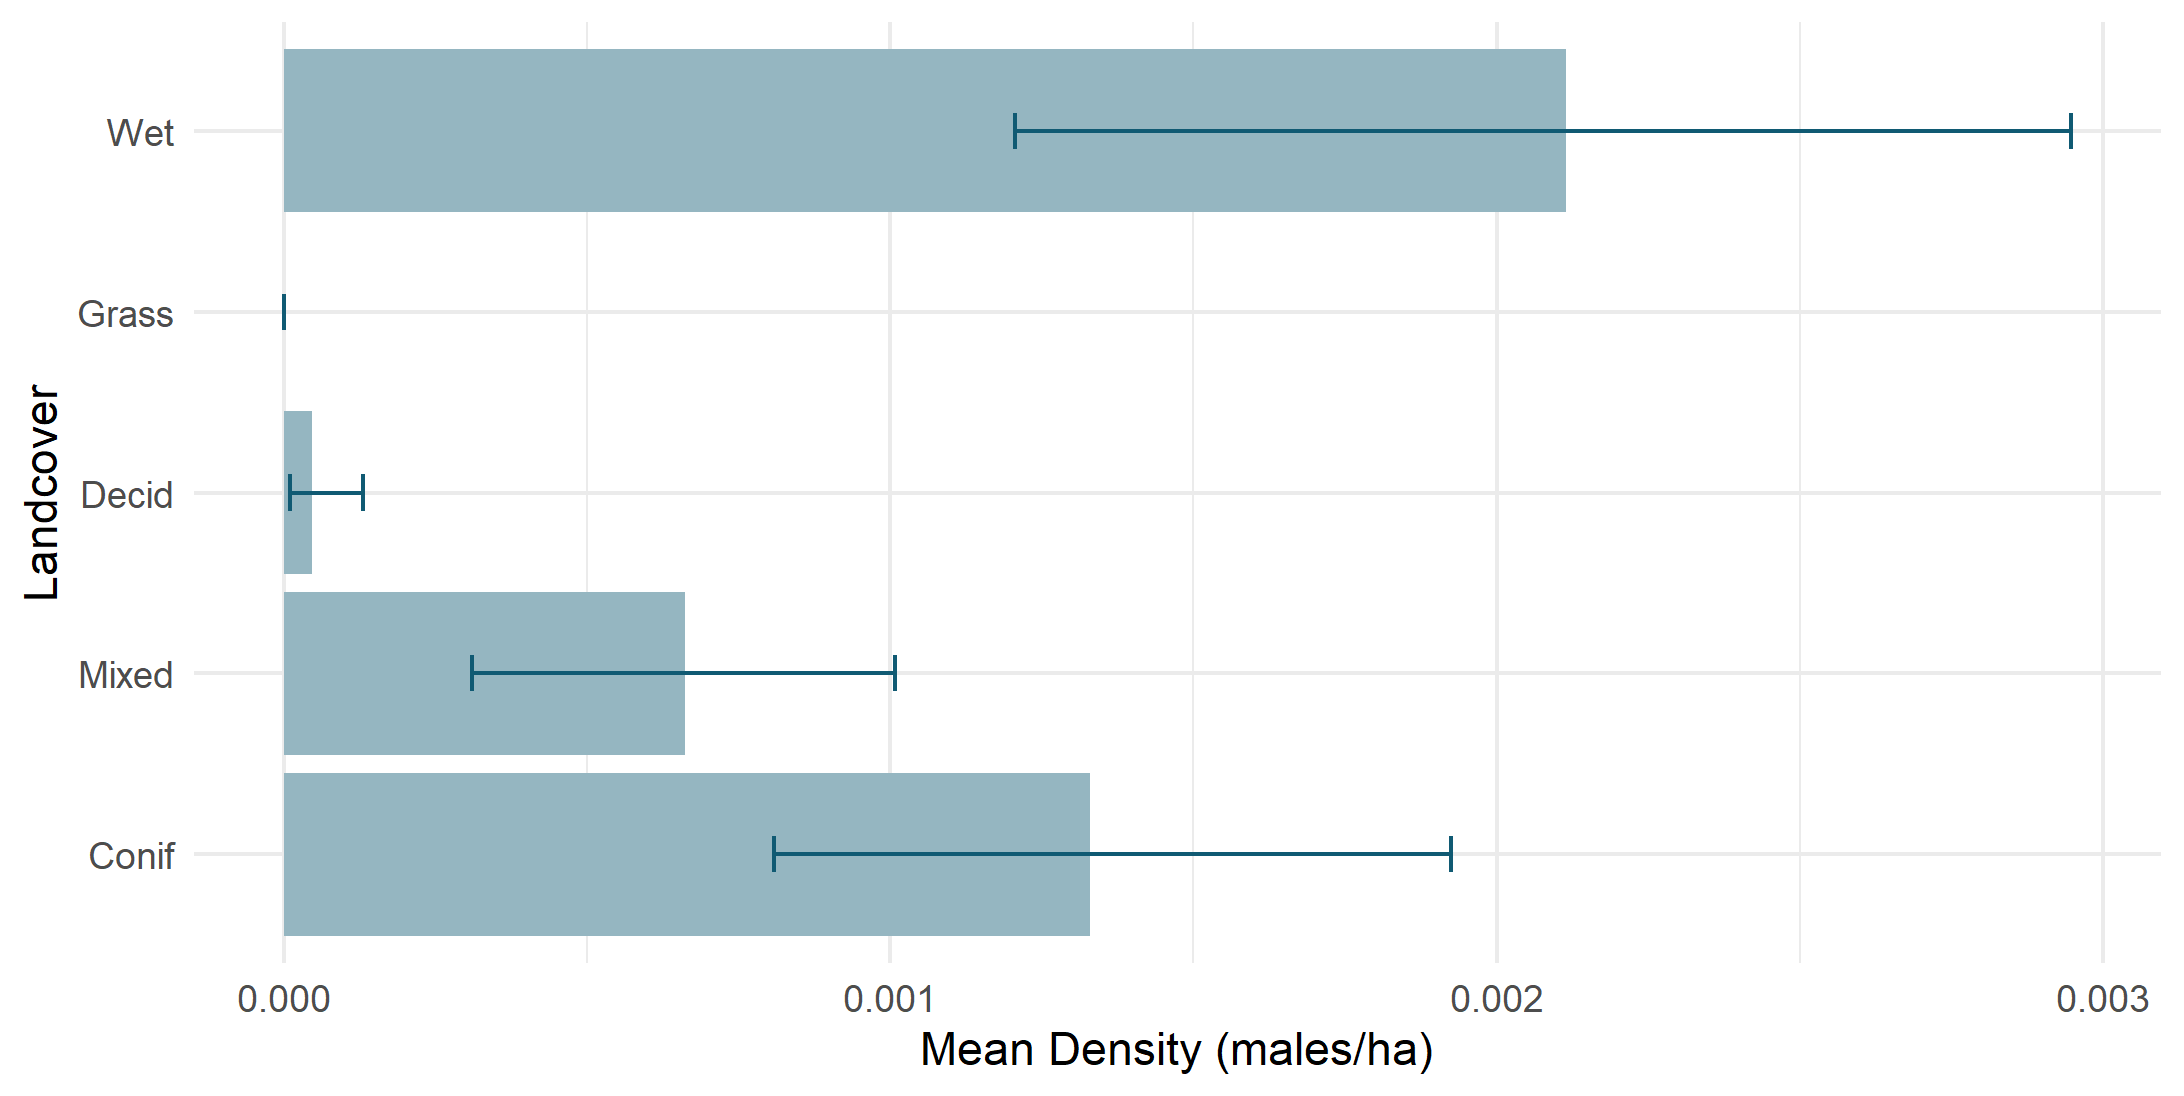 Wet
Grass
Decid
Mixed
Conif
Landcover
0.000 0.001 0.002 0.003
Mean Density (males/ha)